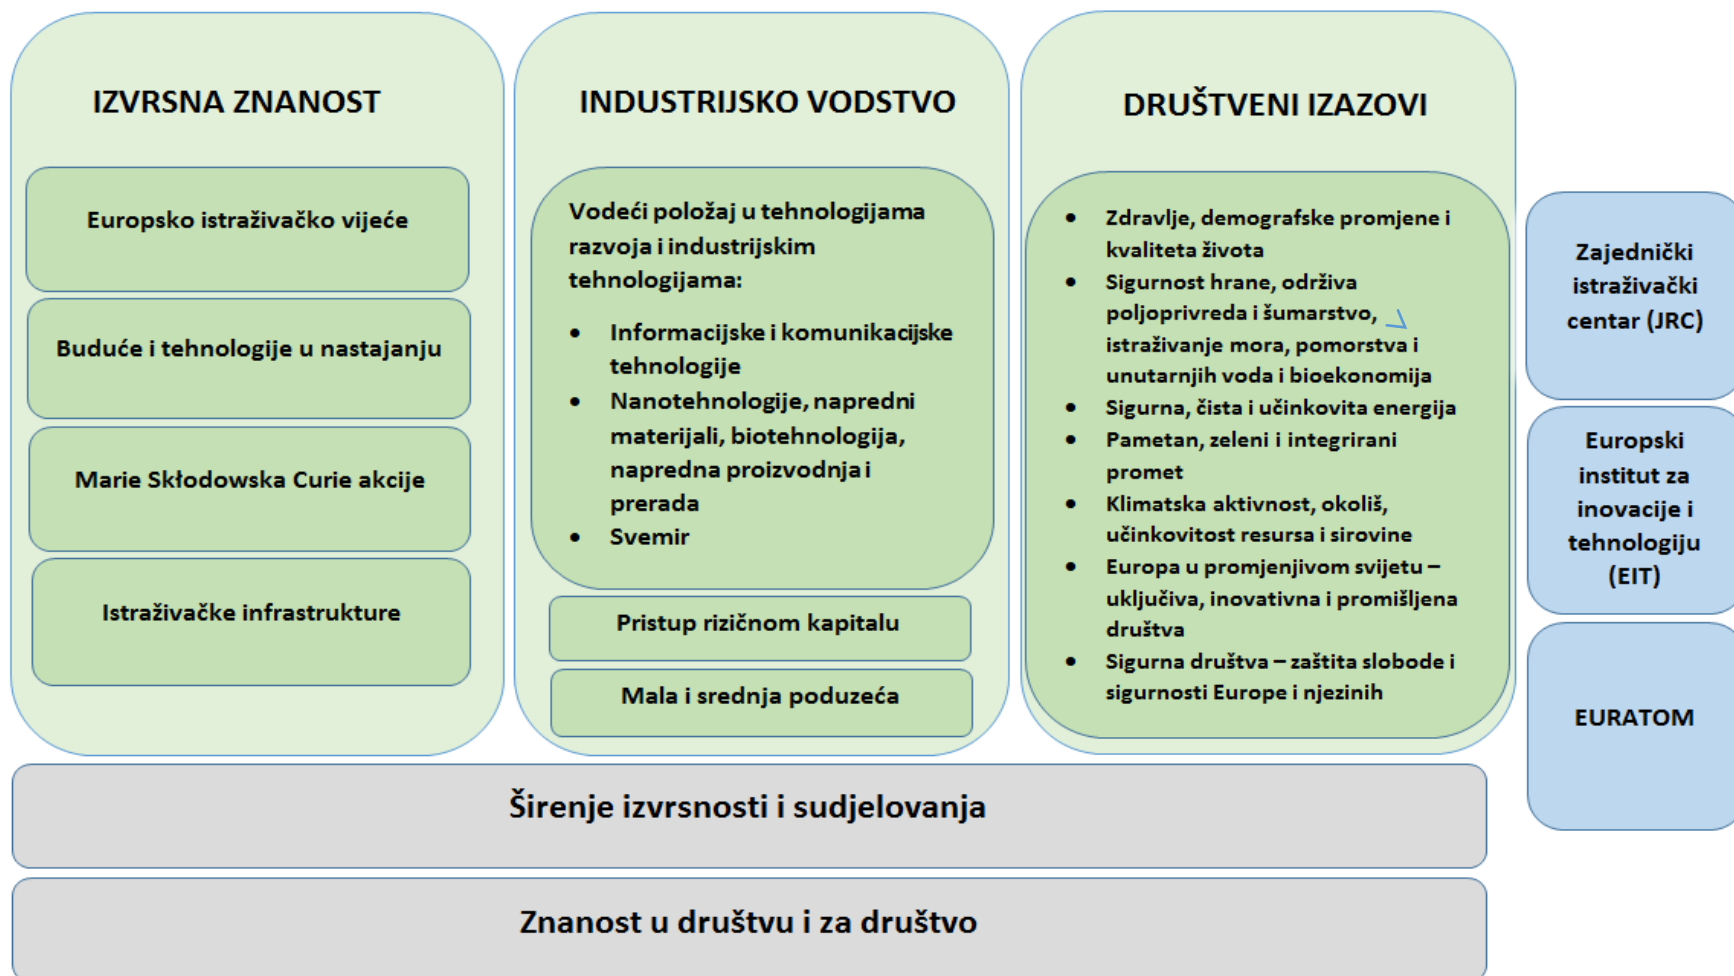 IZVRSNA ZNANOST
Europsko istraživačko vijeće
Buduće i tehnologije u nastajanju
Marie Skłodowska Curie akcije
Istraživačke infrastrukture
INDUSTRIJSKO VODSTVO
Vodeći položaj u tehnologijama
razvoja i industrijskim
tehnologijama:
• Informacijske i komunikacijske
tehnologije
• Nanotehnologije, napredni
materijali, biotehnologija,
napredna proizvodnja i
prerada
• Svemir
Pristup rizičnom kapitalu
Mala i srednja poduzeća
DRUŠTVENI IZAZOVI
• Zdravlje, demografske promjene i
kvaliteta života
• Sigurnost hrane, održiva
poljoprivreda i šumarstvo,
istraživanje mora, pomorstva i
unutarnjih voda i bioekonomija
• Sigurna, čista i učinkovita energija
• Pametan, zeleni i integrirani
promet
• Klimatska aktivnost, okoliš,
učinkovitost resursa i sirovine
• Europa u promjenjivom svijetu –
uključiva, inovativna i promišljena
društva
• Sigurna društva – zaštita slobode i
sigurnosti Europe i njezinih
Zajednički
istraživački
centar (JRC)
Europski
institut za
inovacije i
tehnologiju
(EIT)
EURATOM
Širenje izvrsnosti i sudjelovanja
Znanost u društvu i za društvo